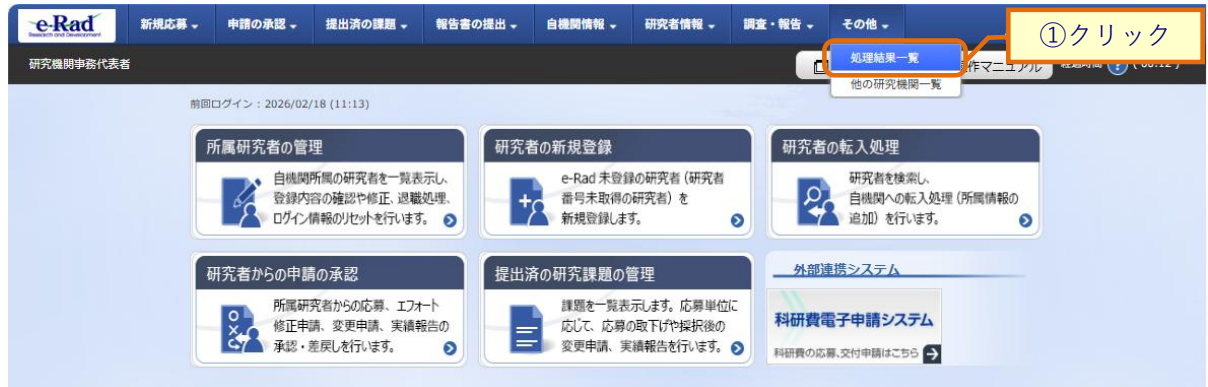 e-Rad
Research and Development
新規応募
申請の承認
提出済の課題
報告書の提出
自機関情報
研究者情報
調査・報告
その他
①クリック
研究機関事務代表者
処理結果一覧
他の研究機関一覧
作マニュアル
前回ログイン：2026/02/18 (11:13)
所属研究者の管理
自機関所属の研究者を一覧表示し、
登録内容の確認や修正、退職処理、
ログイン情報のリセットを行います。
研究者の新規登録
e-Rad 未登録の研究者（研究者
番号未取得の研究者）を
新規登録します。
研究者の転入処理
研究者を検索し、
自機関への転入処理（所属情報の
追加）を行います。
研究者からの申請の承認
所属研究者からの応募、エフォート
修正申請、変更申請、実績報告の
承認・差戻しを行います。
提出済の研究課題の管理
課題を一覧表示します。応募単位に
応じて、応募の取下げや採択後の
変更申請、実績報告を行います。
外部連携システム
科研費電子申請システム
科研費の応募、交付申請はこちら